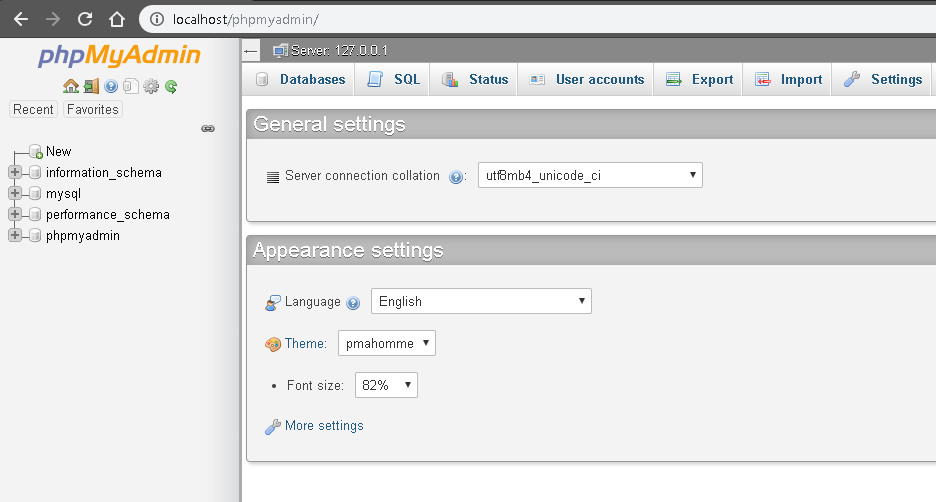 localhost/phpmyadmin/
phpMyAdmin
Recent Favorites
New
information_schema
mysql
performance_schema
phpmyadmin
Server: 127.0.0.1
Databases SQL Status User accounts Export Import Settings
General settings
Server connection collation : utf8mb4_unicode_ci
Appearance settings
Language English
Theme: pmahomme
Font size: 82%
More settings